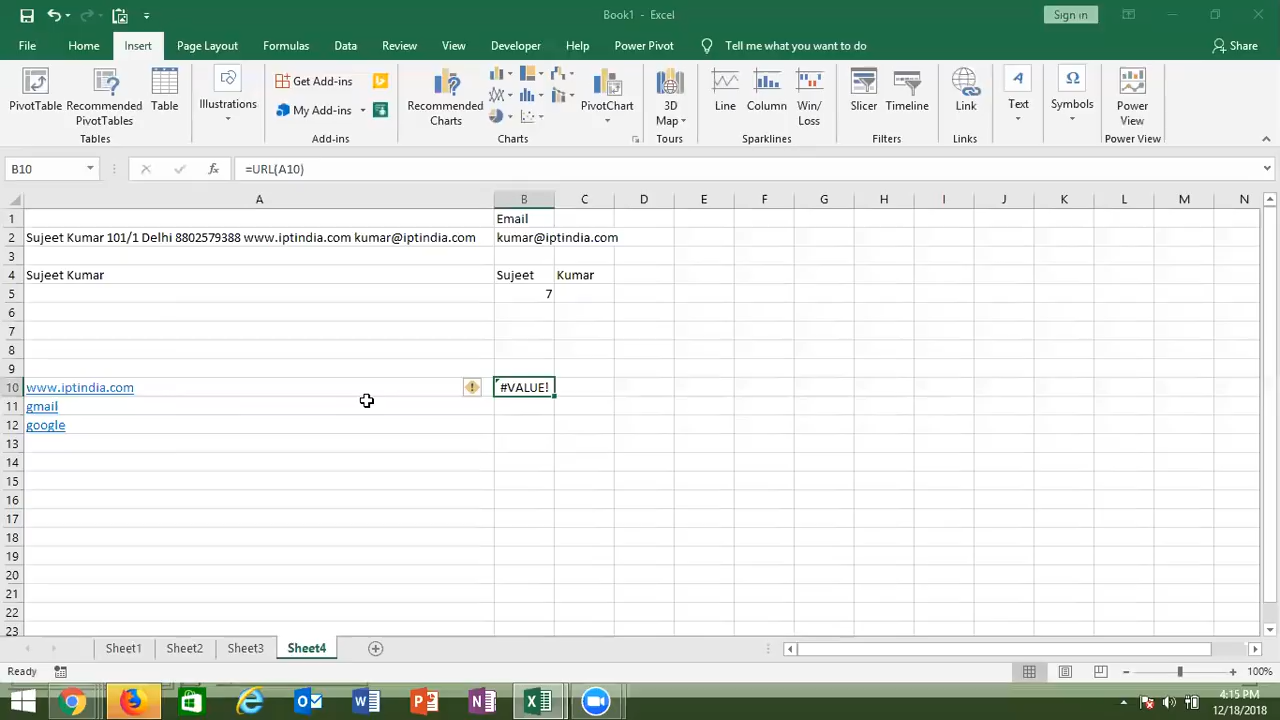 Book1 - Excel
Sign in
File Home Insert Page Layout Formulas Data Review View Developer Help Power Pivot Tell me what you want to do Share
PivotTable
Recommended PivotTables
Table
Tables
Illustrations
Get Add-ins
My Add-ins
Add-ins
Recommended Charts
PivotChart
Charts
3D Map
Tours
Line
Column
Win/Loss
Sparklines
Slicer
Timeline
Filters
Link
Links
Text
Symbols
Power View
Power View
B10 fx =URL(A10)
A B C D E F G H I J K L M N
1 Email
2 Sujeet Kumar 101/1 Delhi 8802579388 www.iptindia.com kumar@iptindia.com kumar@iptindia.com
3
4 Sujeet Kumar Sujeet Kumar
5 7
6
7
8
9
10 www.iptindia.com #VALUE!
11 gmail
12 google
13
14
15
16
17
18
19
20
21
22
23
Sheet1 Sheet2 Sheet3 Sheet4
Ready 100%
4:15 PM
12/18/2018